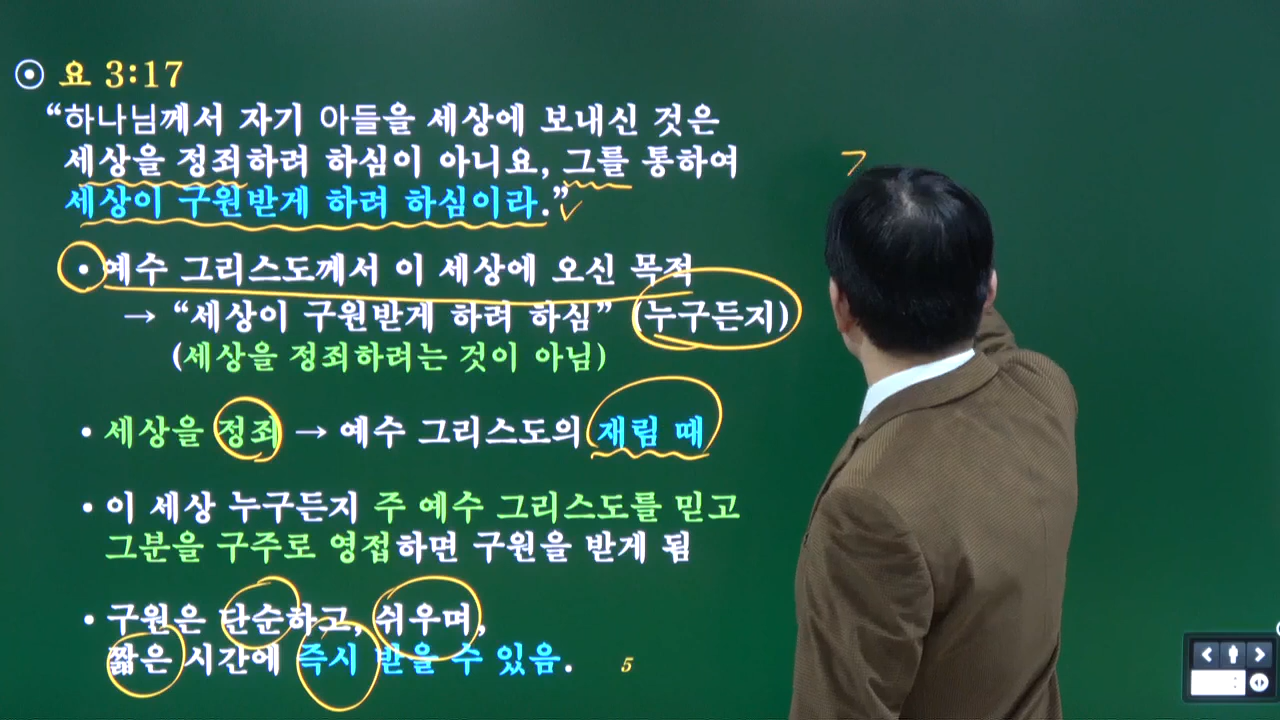 ⊙ 요 3:17
“하나님께서 자기 아들을 세상에 보내신 것은
세상을 정죄하려 하심이 아니요, 그를 통하여
세상이 구원받게 하려 하심이라.”
• 예수 그리스도께서 이 세상에 오신 목적
→ “세상이 구원받게 하려 하심” (누구든지)
(세상을 정죄하려는 것이 아님)
• 세상을 정죄 → 예수 그리스도의 재림 때
• 이 세상 누구든지 주 예수 그리스도를 믿고
그분을 구주로 영접하면 구원을 받게 됨
• 구원은 단순하고, 쉬우며,
짧은 시간에 즉시 받을 수 있음.
5